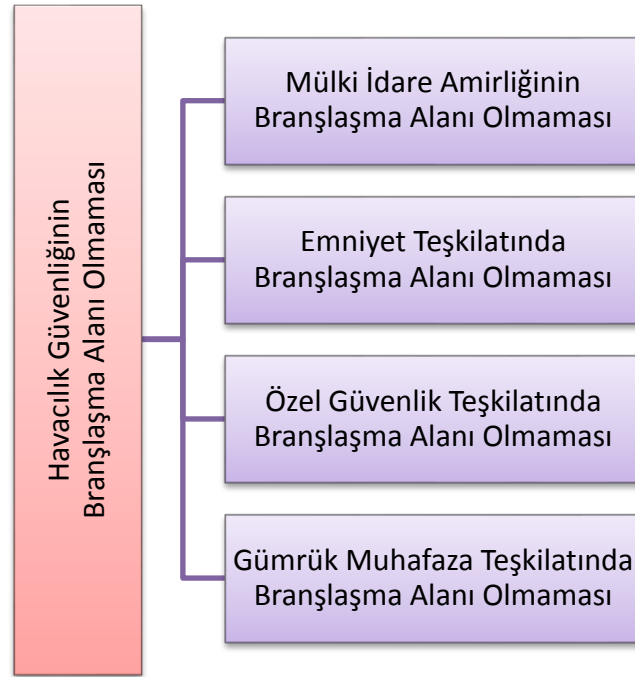 Havacılık Güvenliğinin
Branşlaşma Alanı Olmaması
Mülki İdare Amirliğinin
Branşlaşma Alanı Olmaması
Emniyet Teşkilatında
Branşlaşma Alanı Olmaması
Özel Güvenlik Teşkilatında
Branşlaşma Alanı Olmaması
Gümrük Muhafaza Teşkilatında
Branşlaşma Alanı Olmaması